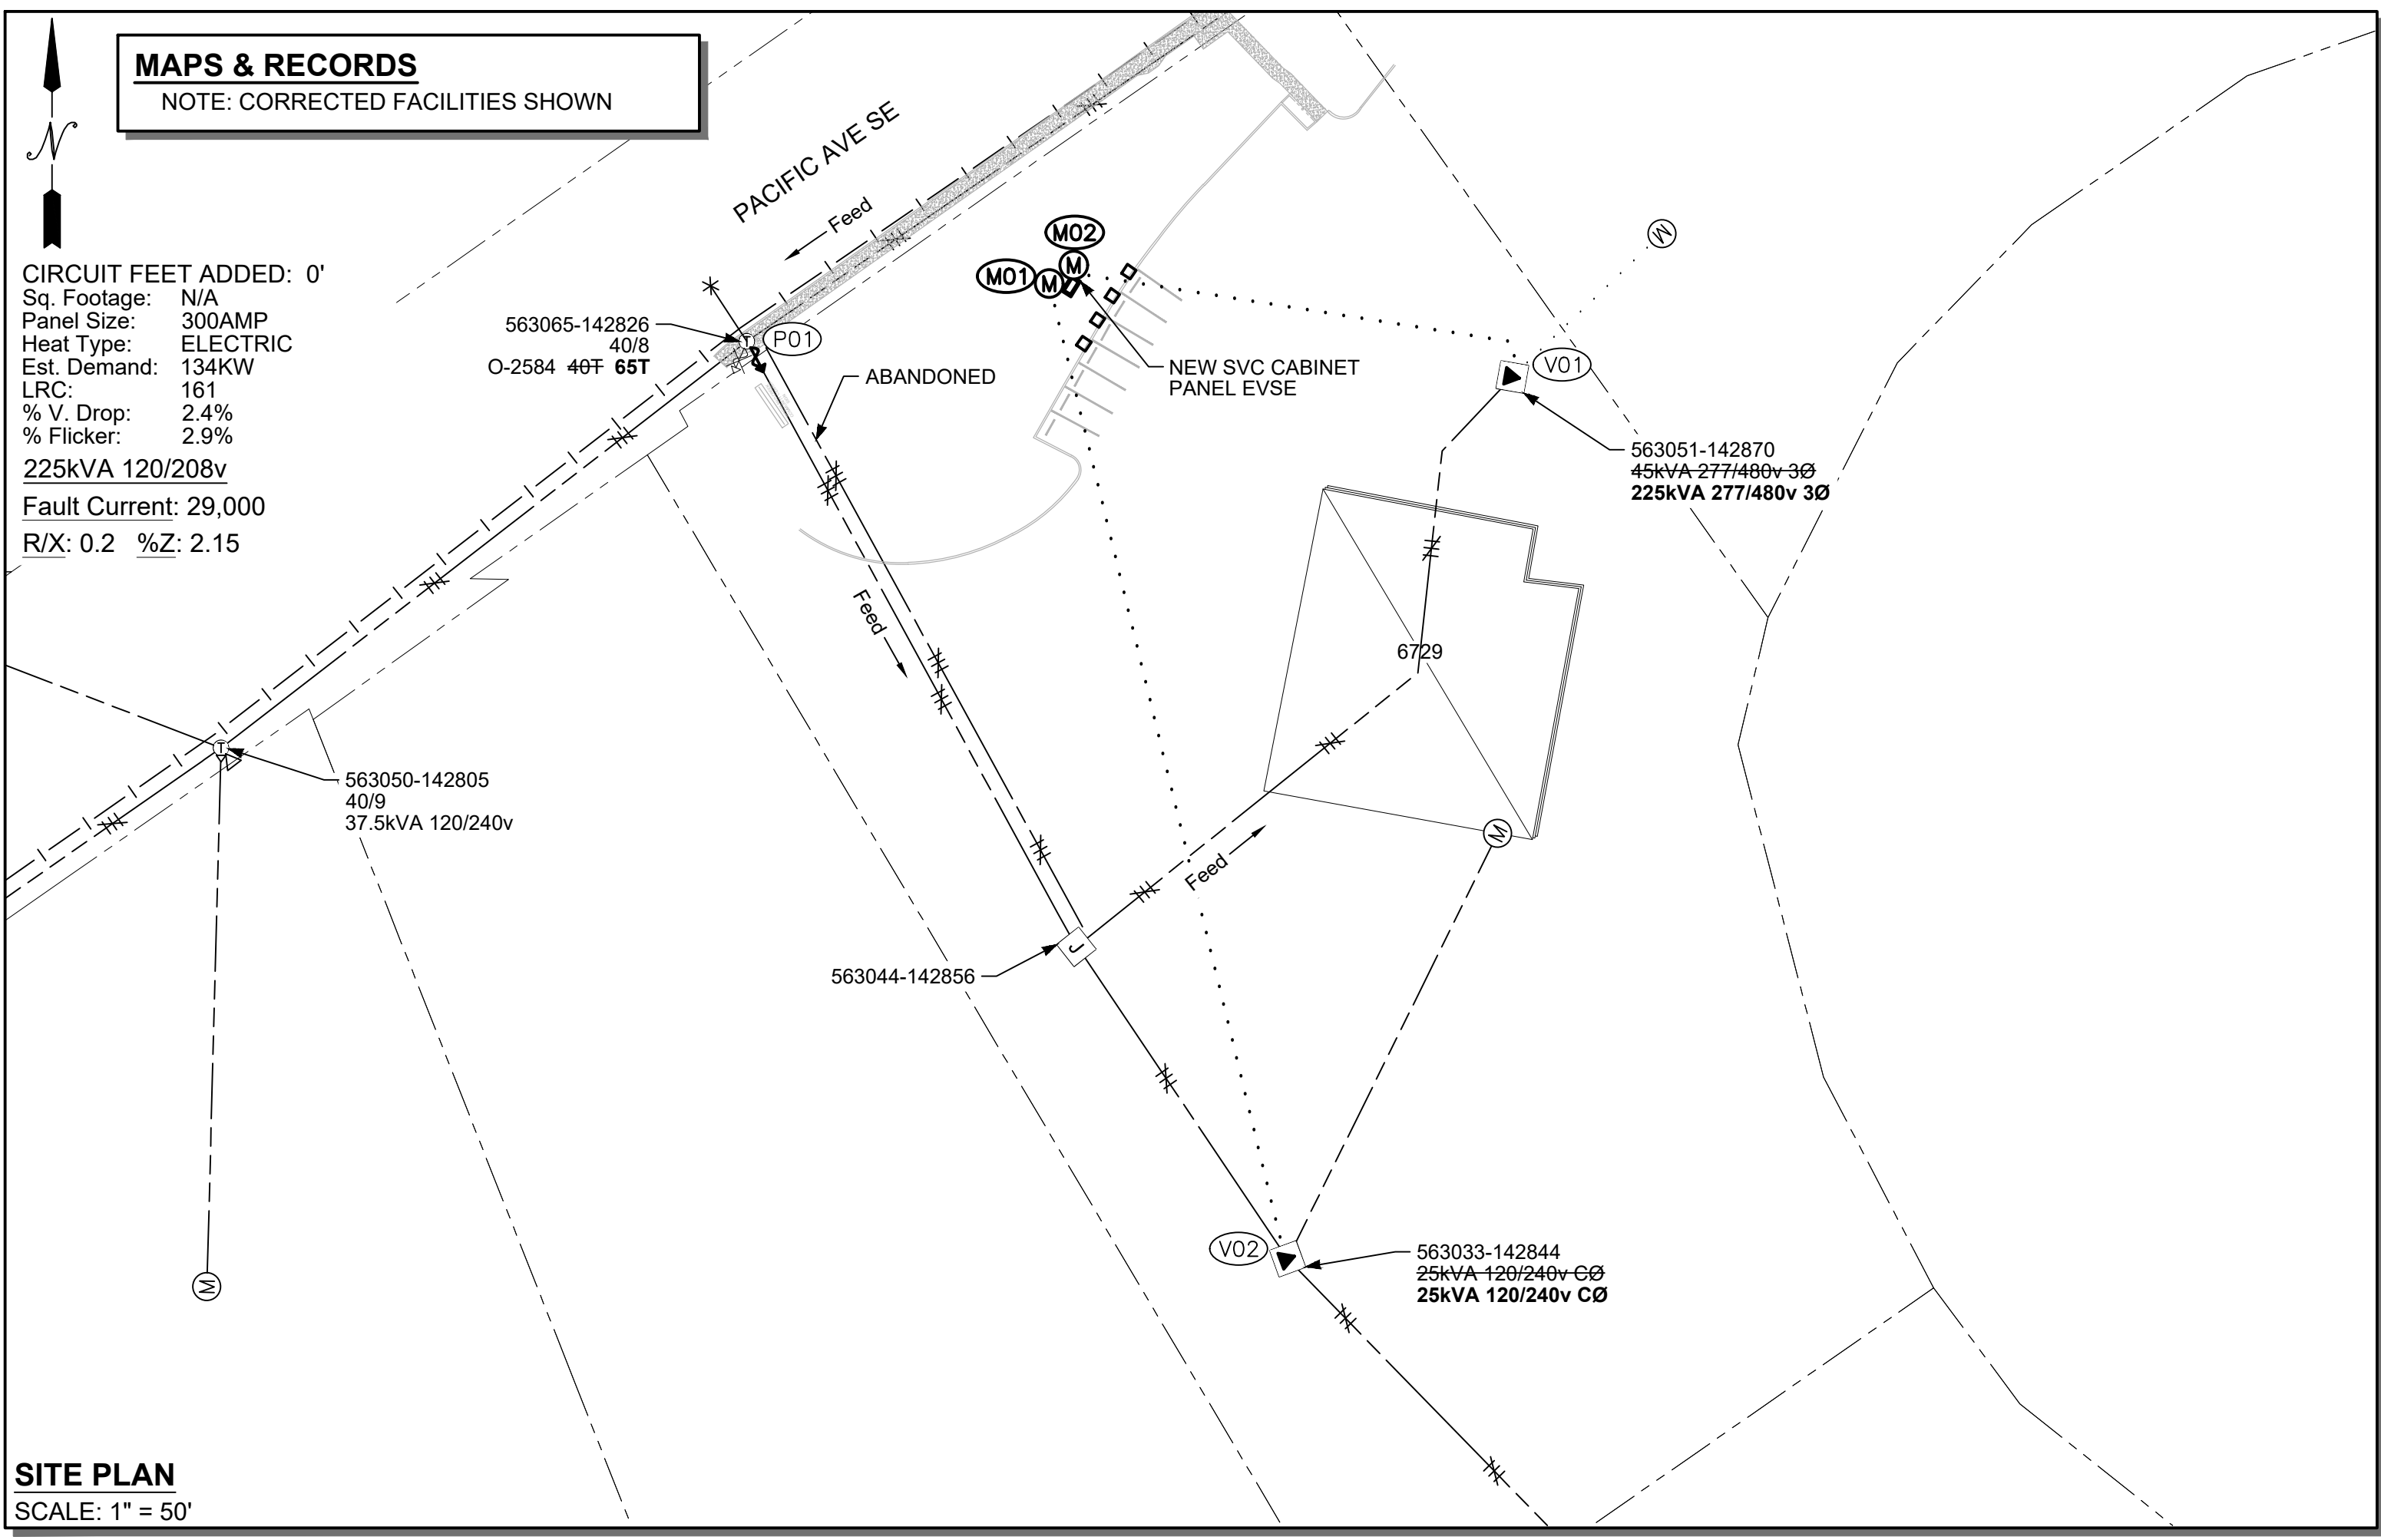 MAPS & RECORDS
NOTE: CORRECTED FACILITIES SHOWN
N
CIRCUIT FEET ADDED: 0'
Sq. Footage: N/A
Panel Size: 300AMP
Heat Type: ELECTRIC
Est. Demand: 134KW
LRC: 161
% V. Drop: 2.4%
% Flicker: 2.9%
225kVA 120/208v
Fault Current: 29,000
R/X: 0.2 %Z: 2.15
PACIFIC AVE SE
Feed
M02
M
M01
M
M
563065-142826
40/8
O-2584 40T 65T
T
P01
ABANDONED
NEW SVC CABINET
PANEL EVSE
V01
563051-142870
45kVA 277/480v 3Ø
225kVA 277/480v 3Ø
Feed
6729
T
563050-142805
40/9
37.5kVA 120/240v
M
Feed
J
563044-142856
V02
563033-142844
25kVA 120/240v CØ
25kVA 120/240v CØ
M
SITE PLAN
SCALE: 1" = 50'